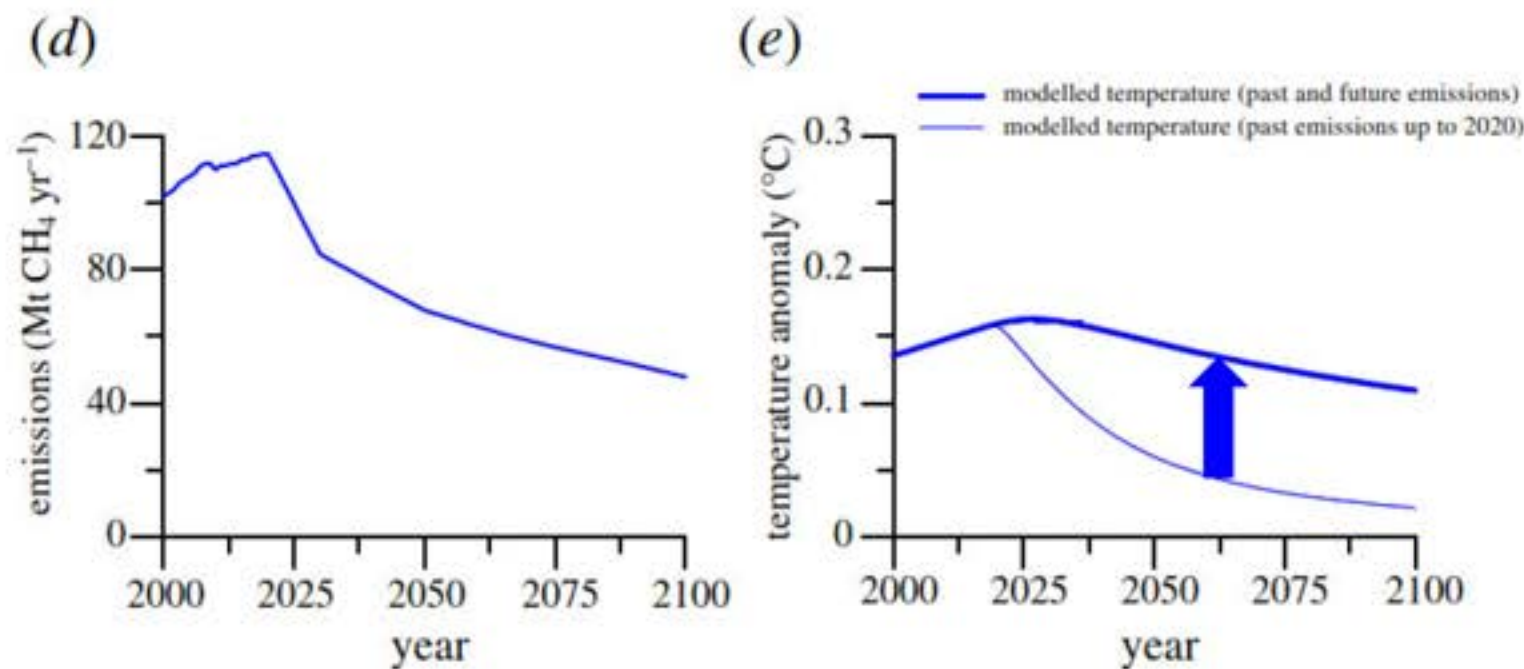 (d)
emissions (Mt CH₄ yr⁻¹)
120
80
40
0
2000 2025 2050 2075 2100
year
(e)
modelled temperature (past and future emissions)
modelled temperature (past emissions up to 2020)
temperature anomaly (°C)
0.3
0.2
0.1
0
2000 2025 2050 2075 2100
year